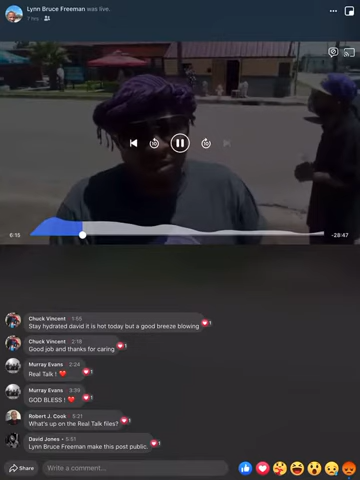 Lynn Bruce Freeman was live.
7 hrs ·
10
10
6:15
-28:47
Chuck Vincent · 1:55
Stay hydrated david it is hot today but a good breeze blowing
1
Chuck Vincent · 2:18
Good job and thanks for caring
1
Murray Evans · 2:24
Real Talk ! ❤️
1
Murray Evans · 3:39
GOD BLESS ! ❤️
1
Robert J. Cook · 5:21
What's up on the Real Talk files?
1
David Jones · 5:51
Lynn Bruce Freeman make this post public.
1
Share
Write a comment...